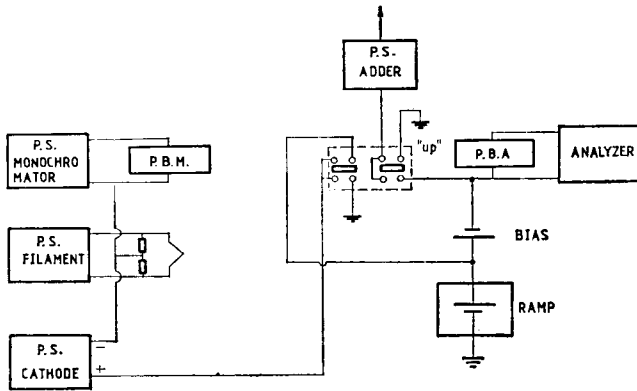 P.S.
ADDER
P.S.
MONOCHRO
MATOR
P.B.M.
"up"
P.B.A
ANALYZER
P.S.
FILAMENT
BIAS
RAMP
P.S.
CATHODE
−
+